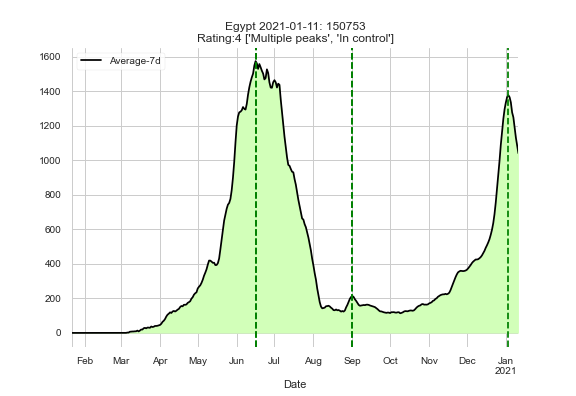 Egypt 2021-01-11: 150753
Rating:4 ['Multiple peaks', 'In control']
Average-7d
1600
1400
1200
1000
800
600
400
200
0
Feb Mar Apr May Jun Jul Aug Sep Oct Nov Dec Jan
2021
Date